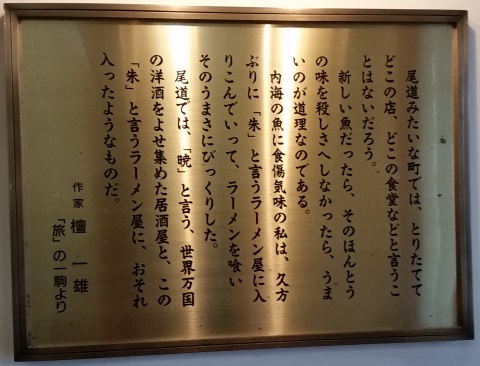 尾道みたいな町では、とりたてて
どこの店、どこの食堂などと言うこ
とはないだろう。
新しい魚だったら、そのほんとう
の味を殺しさへしなかったら、うま
いのが道理なのである。
内海の魚に食傷気味の私は、久方
ぶりに「朱」と言うラーメン屋に入
りこんでいって、ラーメンを喰い
そのうまさにびっくりした。
尾道では、「暁」と言う、世界万国
の洋酒をよせ集めた居酒屋と、この
「朱」と言うラーメン屋に、おそれ
入ったようなものだ。
作家 檀一雄
「旅」の一駒より